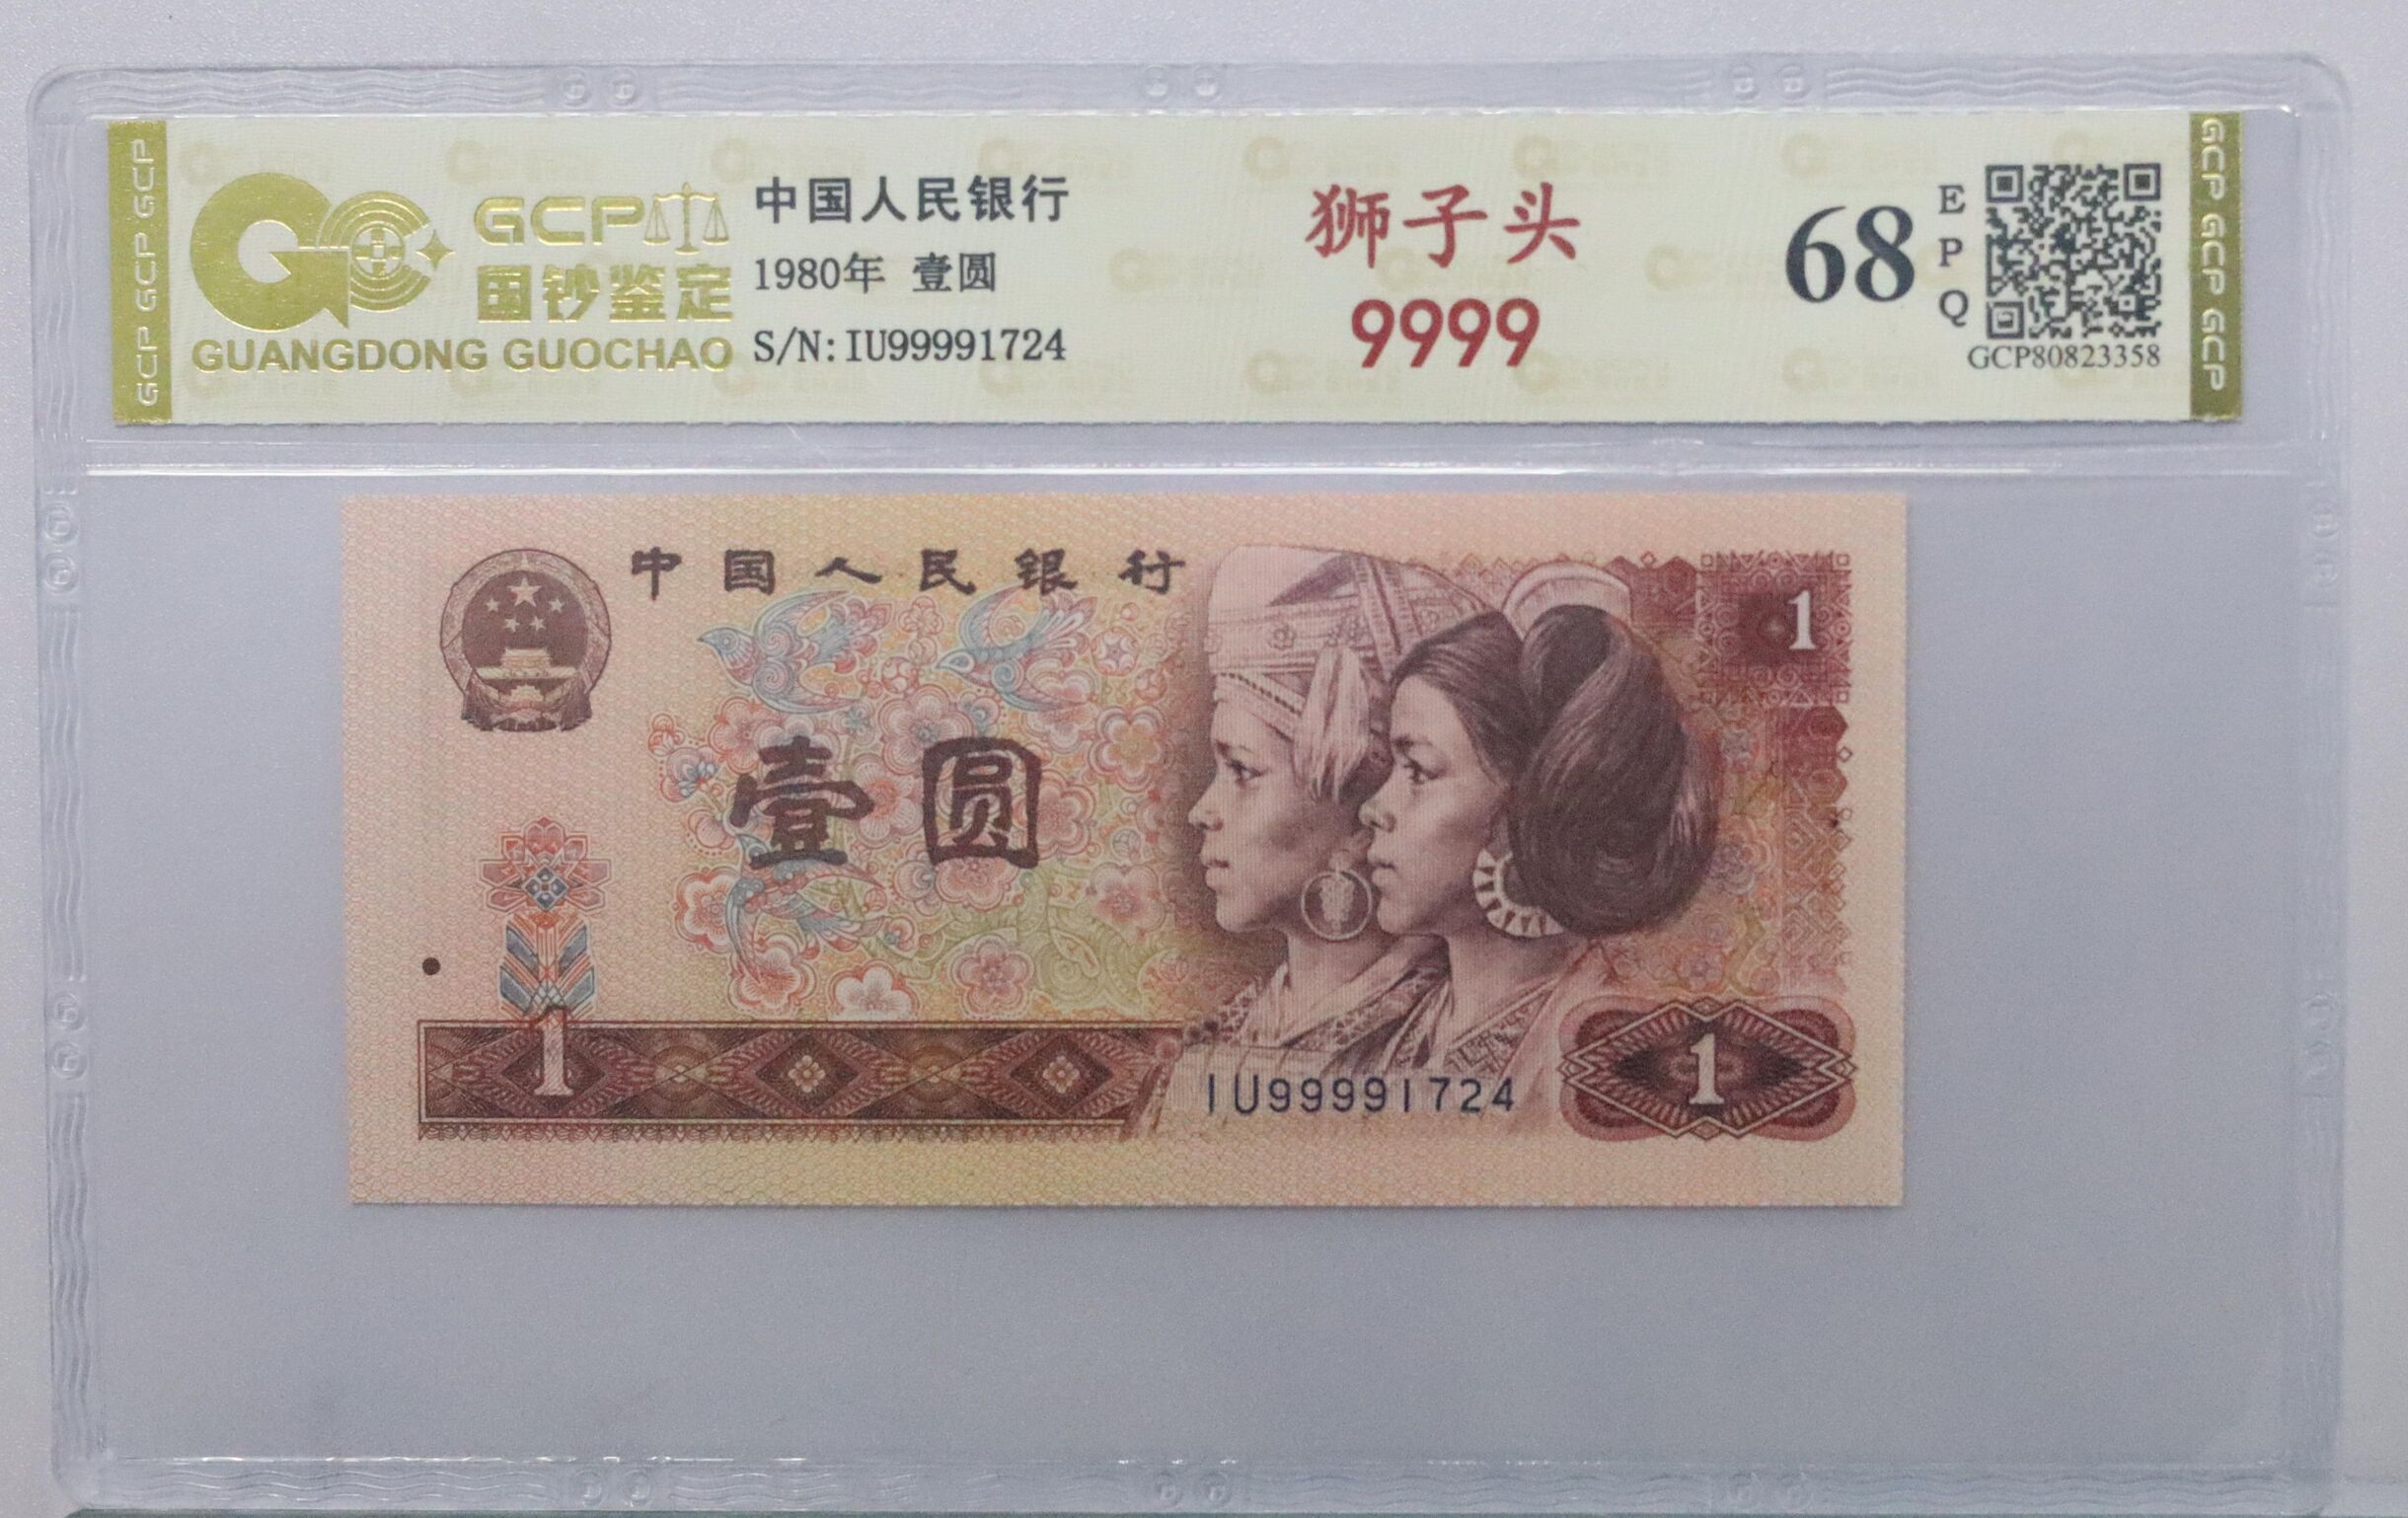 GCP GCP GCP
GCP
国钞鉴定
GUANGDONG GUOCHAO
中国人民银行
1980年 壹圆
S/N:IU99991724
狮子头
9999
68
EPQ
GCP80823358
GCP GCP GCP
中国人民银行
1
壹圆
1
IU99991724
1